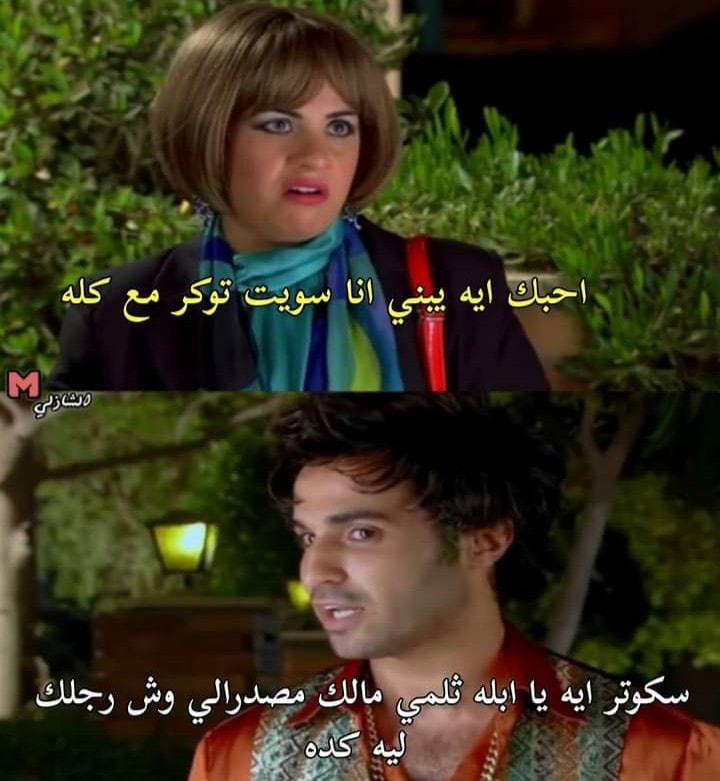 احبك ايه يبني انا سويت توكر مع كله
M
الشاذلي
سكوتر ايه يا ابله ثلمي مالك مصدرالي وش رجلك
ليه كده